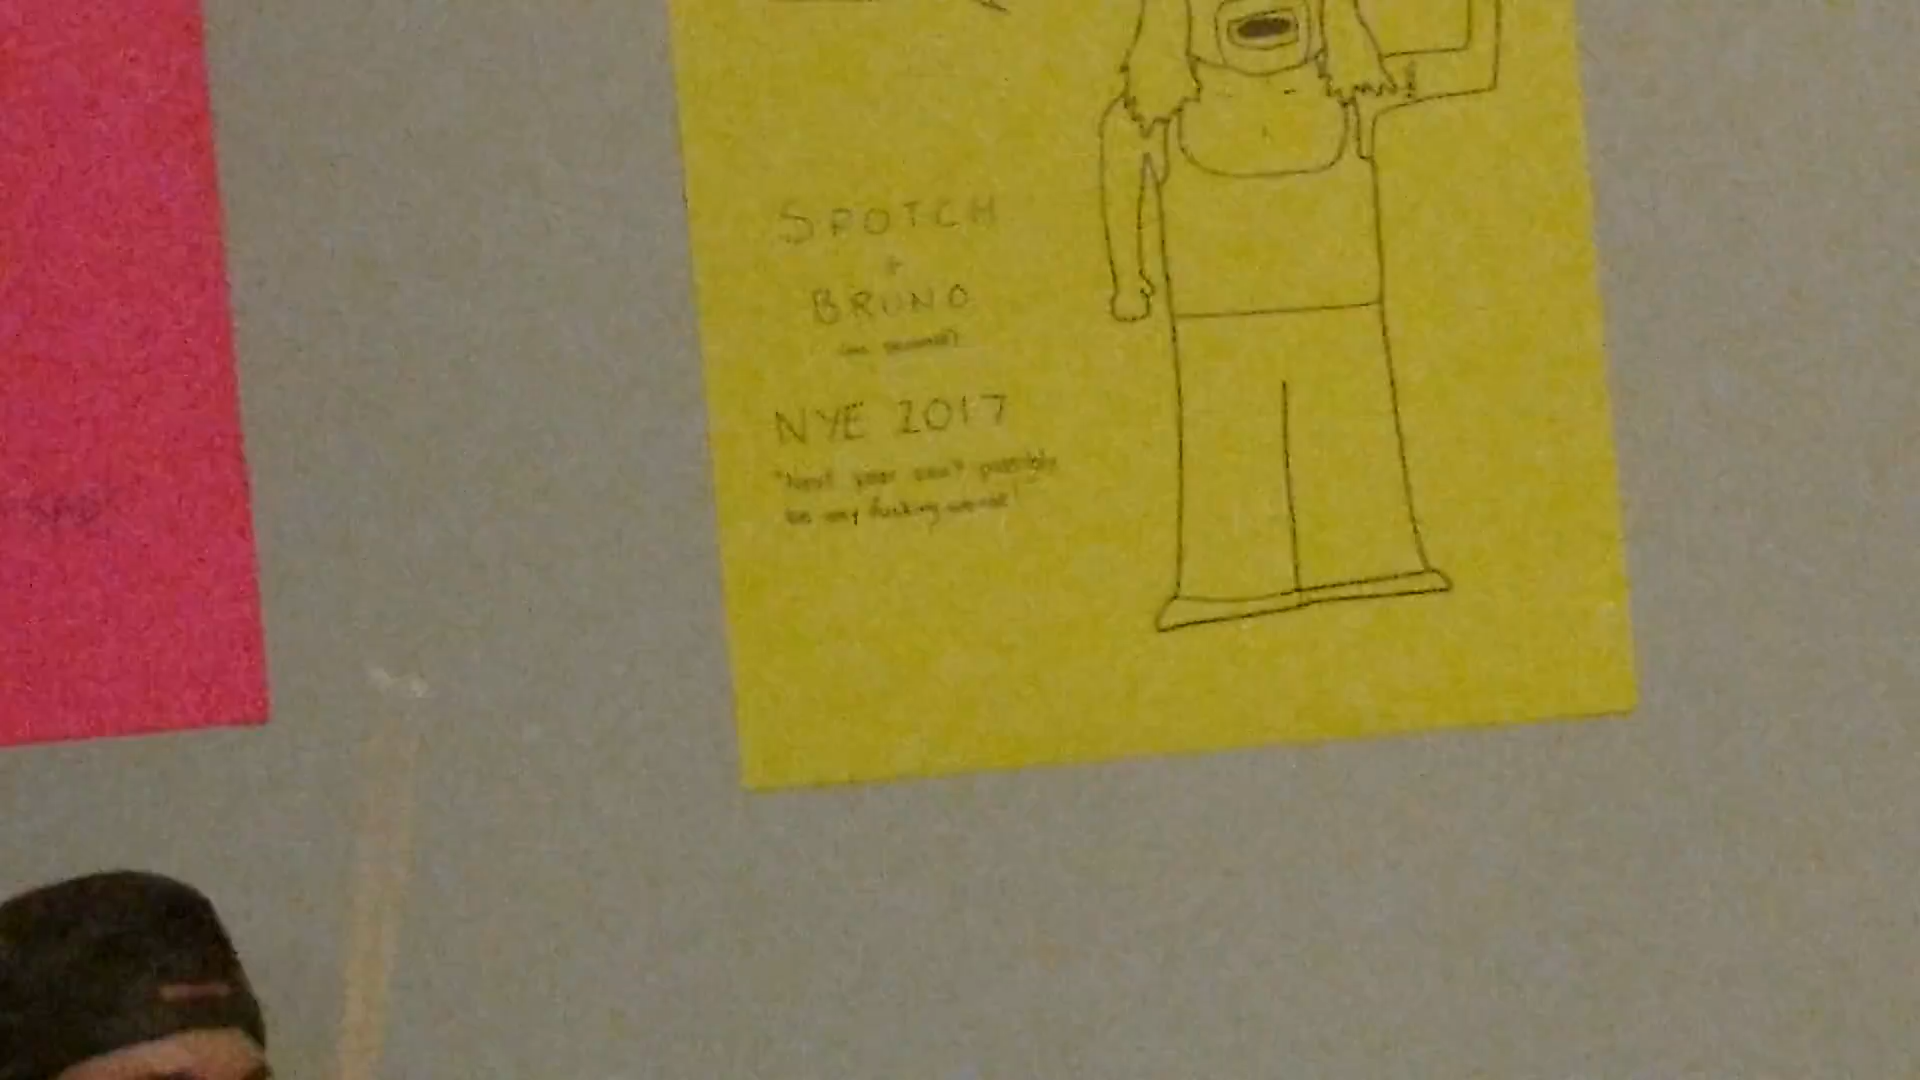 SPOTCH
+
BRUNO
NYE 2017
"Next year can't possibly
be any fucking worse!"